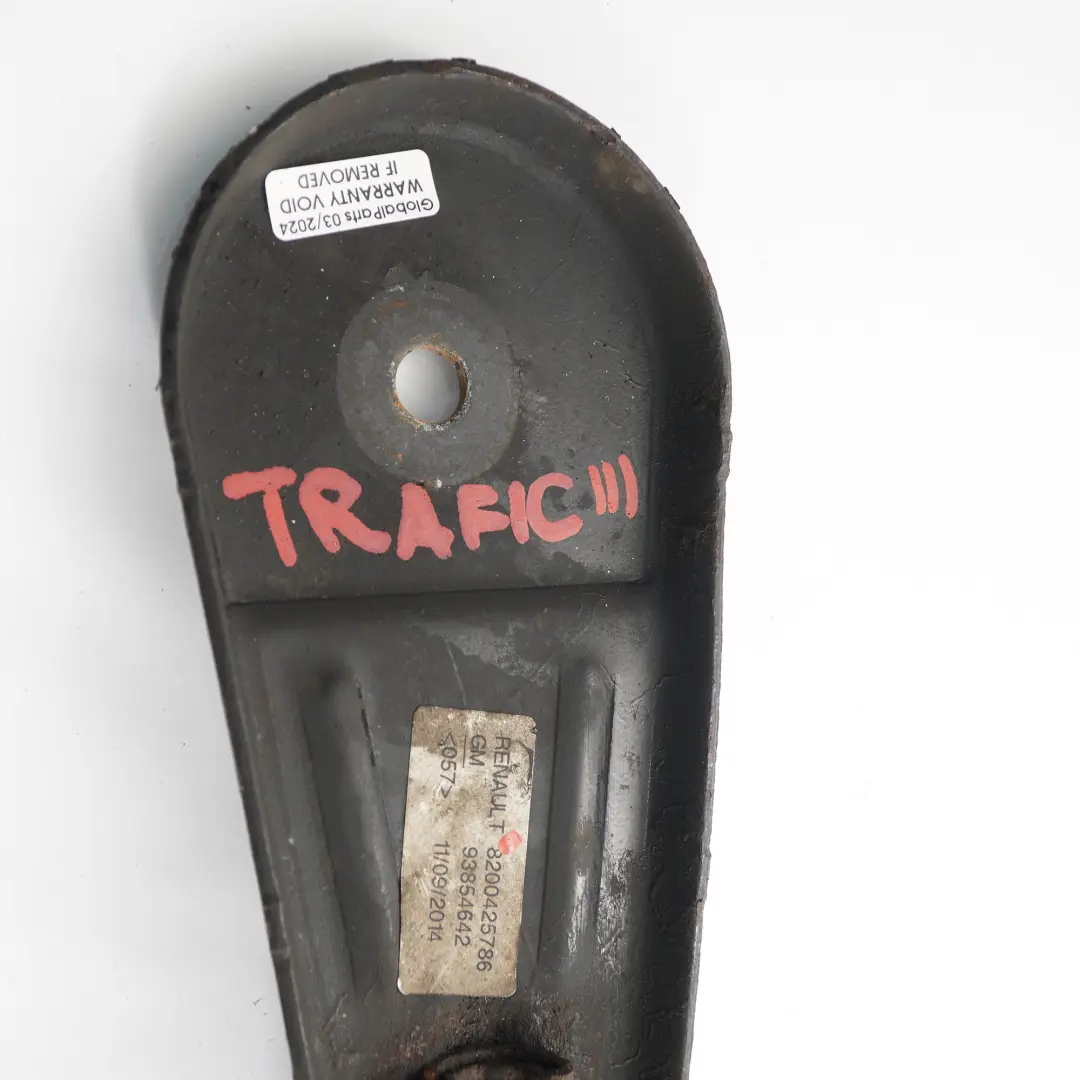 GlobalParts 03/2024
WARRANTY VOID
IF REMOVED
TRAFIC III
RENAULT 8200425786
GM 93854642
<057> 11/09/2014